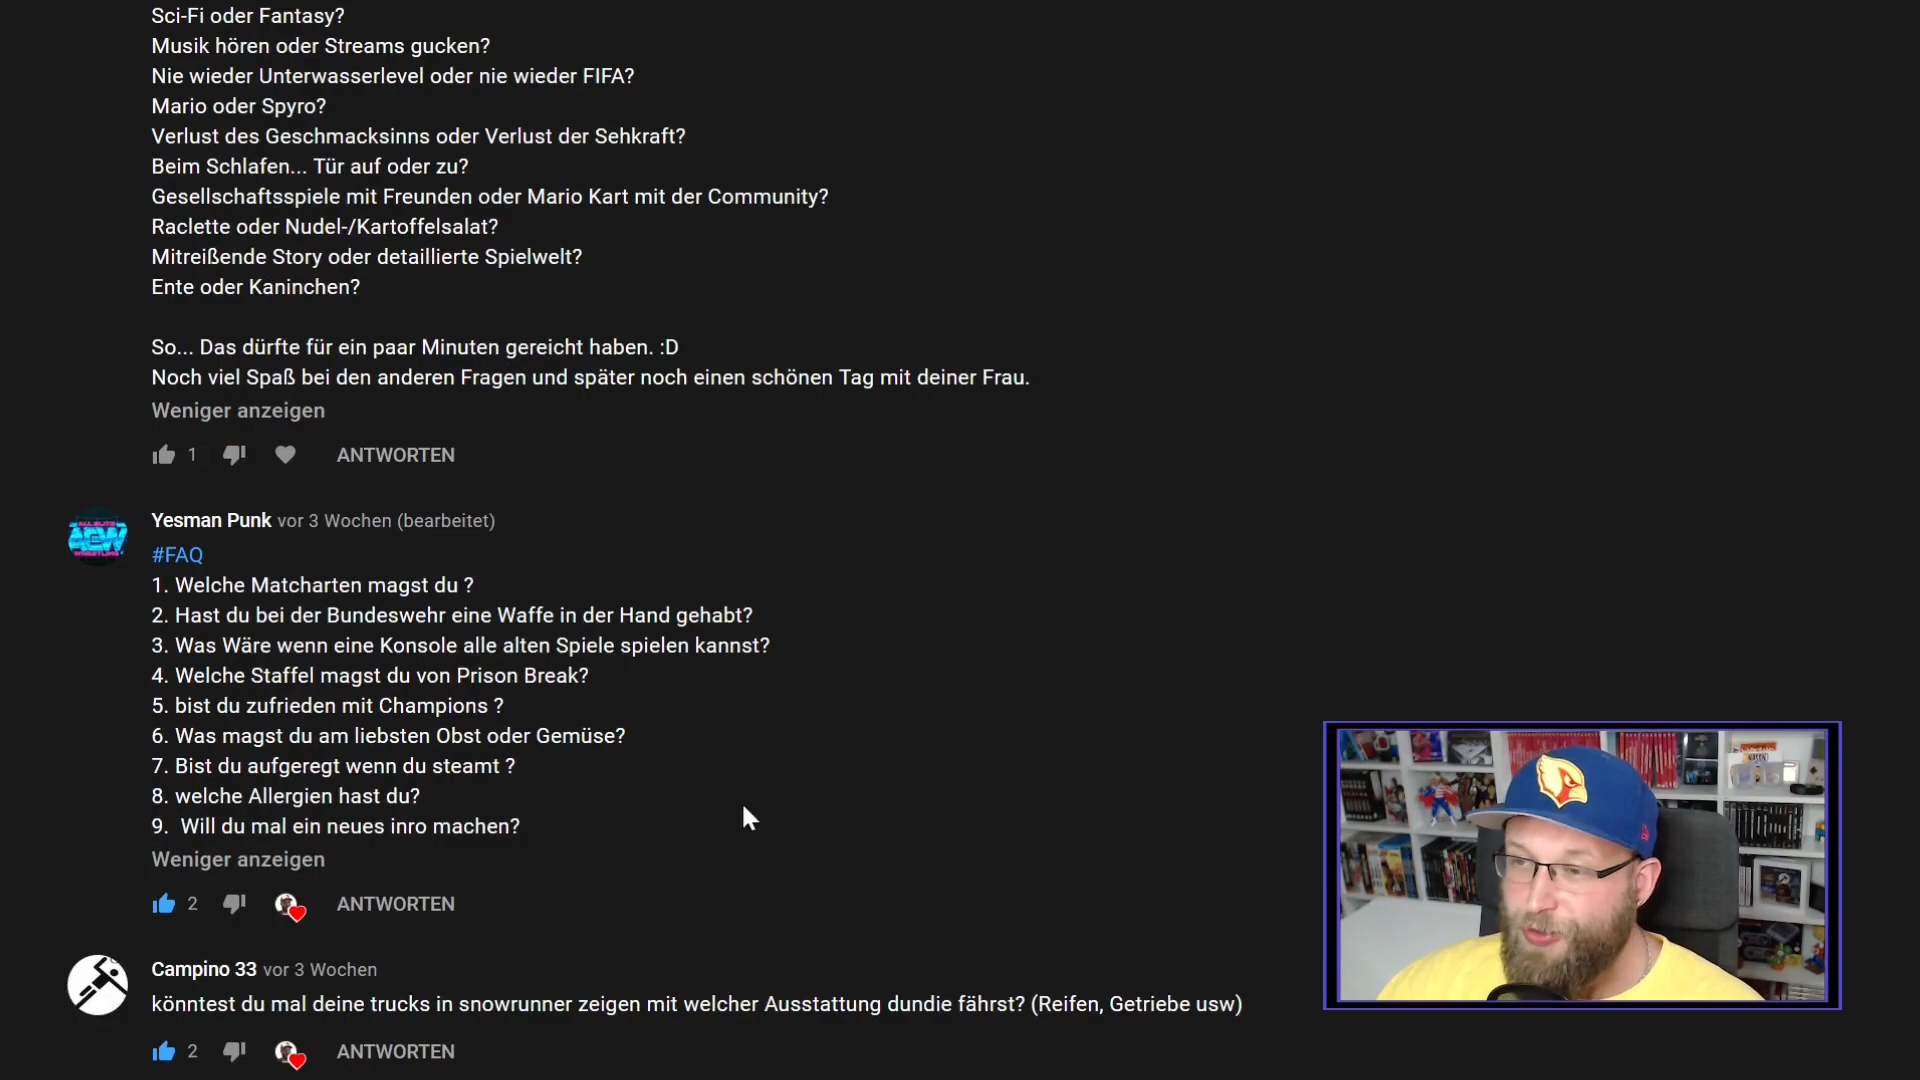 Sci-Fi oder Fantasy?
Musik hören oder Streams gucken?
Nie wieder Unterwasserlevel oder nie wieder FIFA?
Mario oder Spyro?
Verlust des Geschmacksinns oder Verlust der Sehkraft?
Beim Schlafen... Tür auf oder zu?
Gesellschaftsspiele mit Freunden oder Mario Kart mit der Community?
Raclette oder Nudel-/Kartoffelsalat?
Mitreißende Story oder detaillierte Spielwelt?
Ente oder Kaninchen?
So... Das dürfte für ein paar Minuten gereicht haben. :D
Noch viel Spaß bei den anderen Fragen und später noch einen schönen Tag mit deiner Frau.
Weniger anzeigen
1 ANTWORTEN
Yesman Punk vor 3 Wochen (bearbeitet)
ALL ELITE
AEW
WRESTLING
#FAQ
1. Welche Matcharten magst du ?
2. Hast du bei der Bundeswehr eine Waffe in der Hand gehabt?
3. Was Wäre wenn eine Konsole alle alten Spiele spielen kannst?
4. Welche Staffel magst du von Prison Break?
5. bist du zufrieden mit Champions ?
6. Was magst du am liebsten Obst oder Gemüse?
7. Bist du aufgeregt wenn du steamt ?
8. welche Allergien hast du?
9. Will du mal ein neues inro machen?
Weniger anzeigen
2 ANTWORTEN
Campino 33 vor 3 Wochen
könntest du mal deine trucks in snowrunner zeigen mit welcher Ausstattung dundie fährst? (Reifen, Getriebe usw)
2 ANTWORTEN